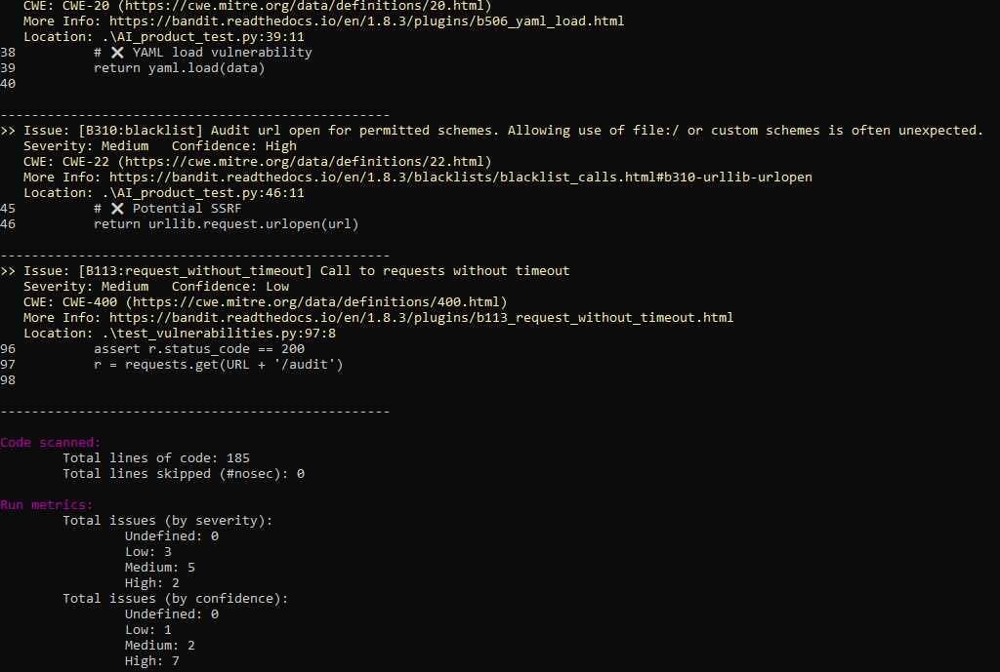 CWE: CWE-20 (https://cwe.mitre.org/data/definitions/20.html)
More Info: https://bandit.readthedocs.io/en/1.8.3/plugins/b506_yaml_load.html
Location: .\AI_product_test.py:39:11
38 # ❌ YAML load vulnerability
39 return yaml.load(data)
40
--------------------------------------------------
>> Issue: [B310:blacklist] Audit url open for permitted schemes. Allowing use of file:/ or custom schemes is often unexpected.
Severity: Medium Confidence: High
CWE: CWE-22 (https://cwe.mitre.org/data/definitions/22.html)
More Info: https://bandit.readthedocs.io/en/1.8.3/blacklists/blacklist_calls.html#b310-urllib-urlopen
Location: .\AI_product_test.py:46:11
45 # ❌ Potential SSRF
46 return urllib.request.urlopen(url)
--------------------------------------------------
>> Issue: [B113:request_without_timeout] Call to requests without timeout
Severity: Medium Confidence: Low
CWE: CWE-400 (https://cwe.mitre.org/data/definitions/400.html)
More Info: https://bandit.readthedocs.io/en/1.8.3/plugins/b113_request_without_timeout.html
Location: .\test_vulnerabilities.py:97:8
96 assert r.status_code == 200
97 r = requests.get(URL + '/audit')
98
--------------------------------------------------
Code scanned:
Total lines of code: 185
Total lines skipped (#nosec): 0
Run metrics:
Total issues (by severity):
Undefined: 0
Low: 3
Medium: 5
High: 2
Total issues (by confidence):
Undefined: 0
Low: 1
Medium: 2
High: 7